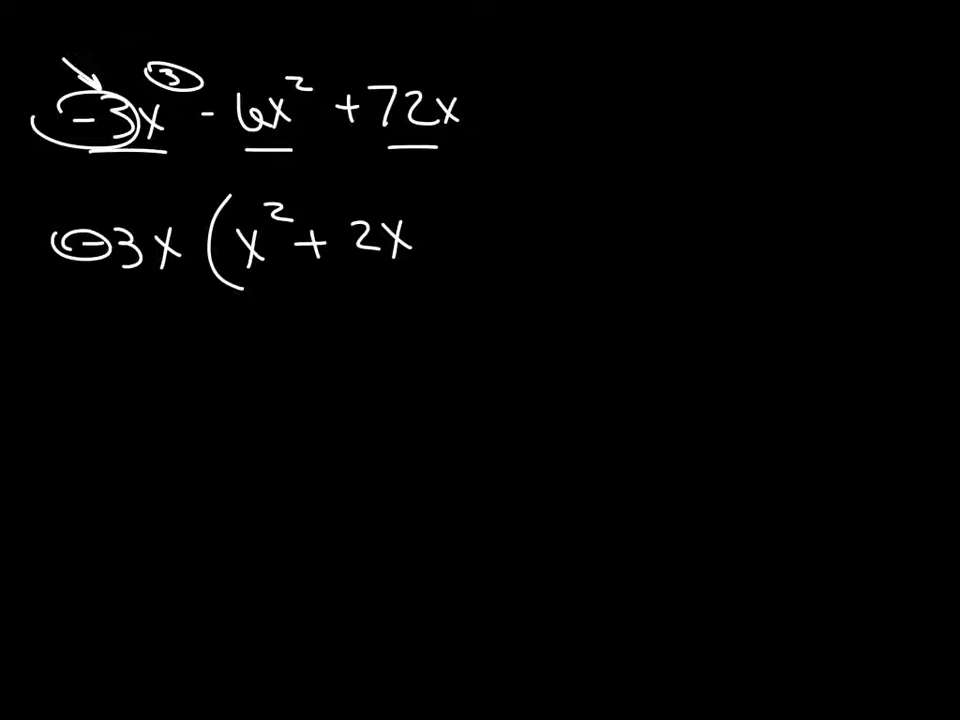 -3x³ - 6x² + 72x
-3x (x² + 2x